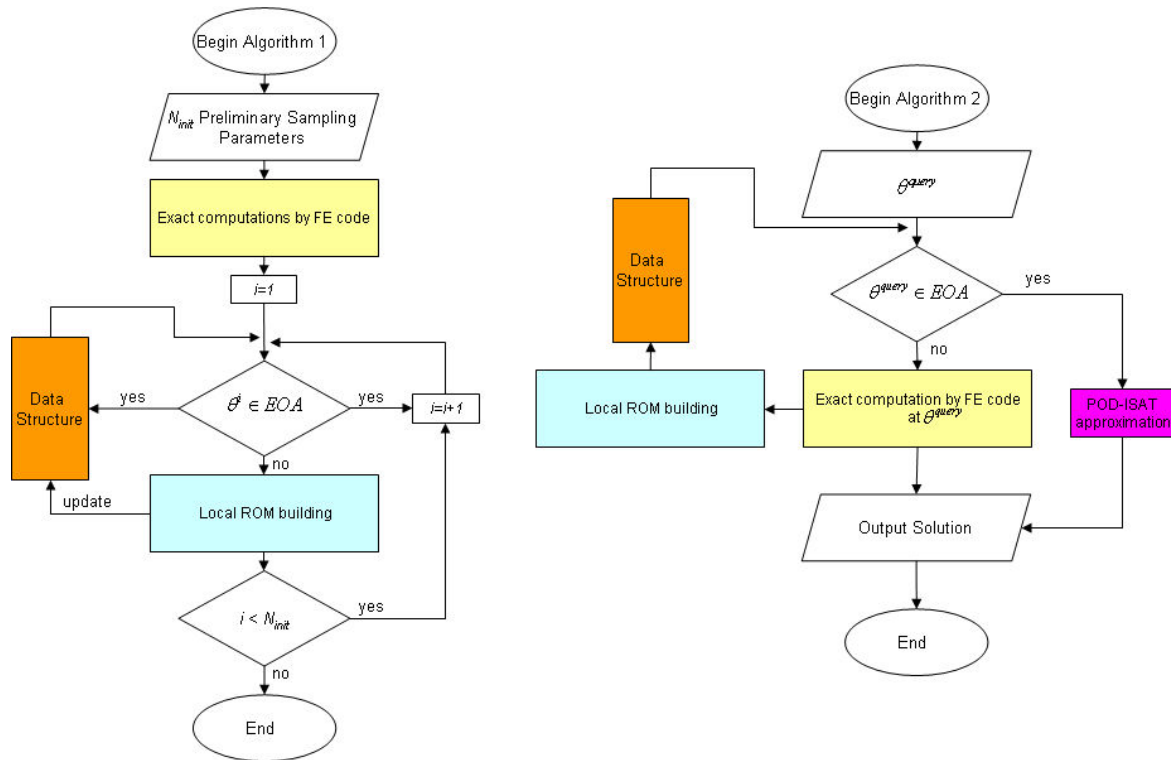 Begin Algorithm 1
N_init Preliminary Sampling
Parameters
Exact computations by FE code
i=1
Data
Structure
yes
θ^i ∈ EOA
yes
i=i+1
no
update
Local ROM building
i < N_init
yes
no
End
Begin Algorithm 2
θ^query
Data
Structure
θ^query ∈ EOA
yes
no
Local ROM building
Exact computation by FE code
at θ^query
POD-ISAT
approximation
Output Solution
End